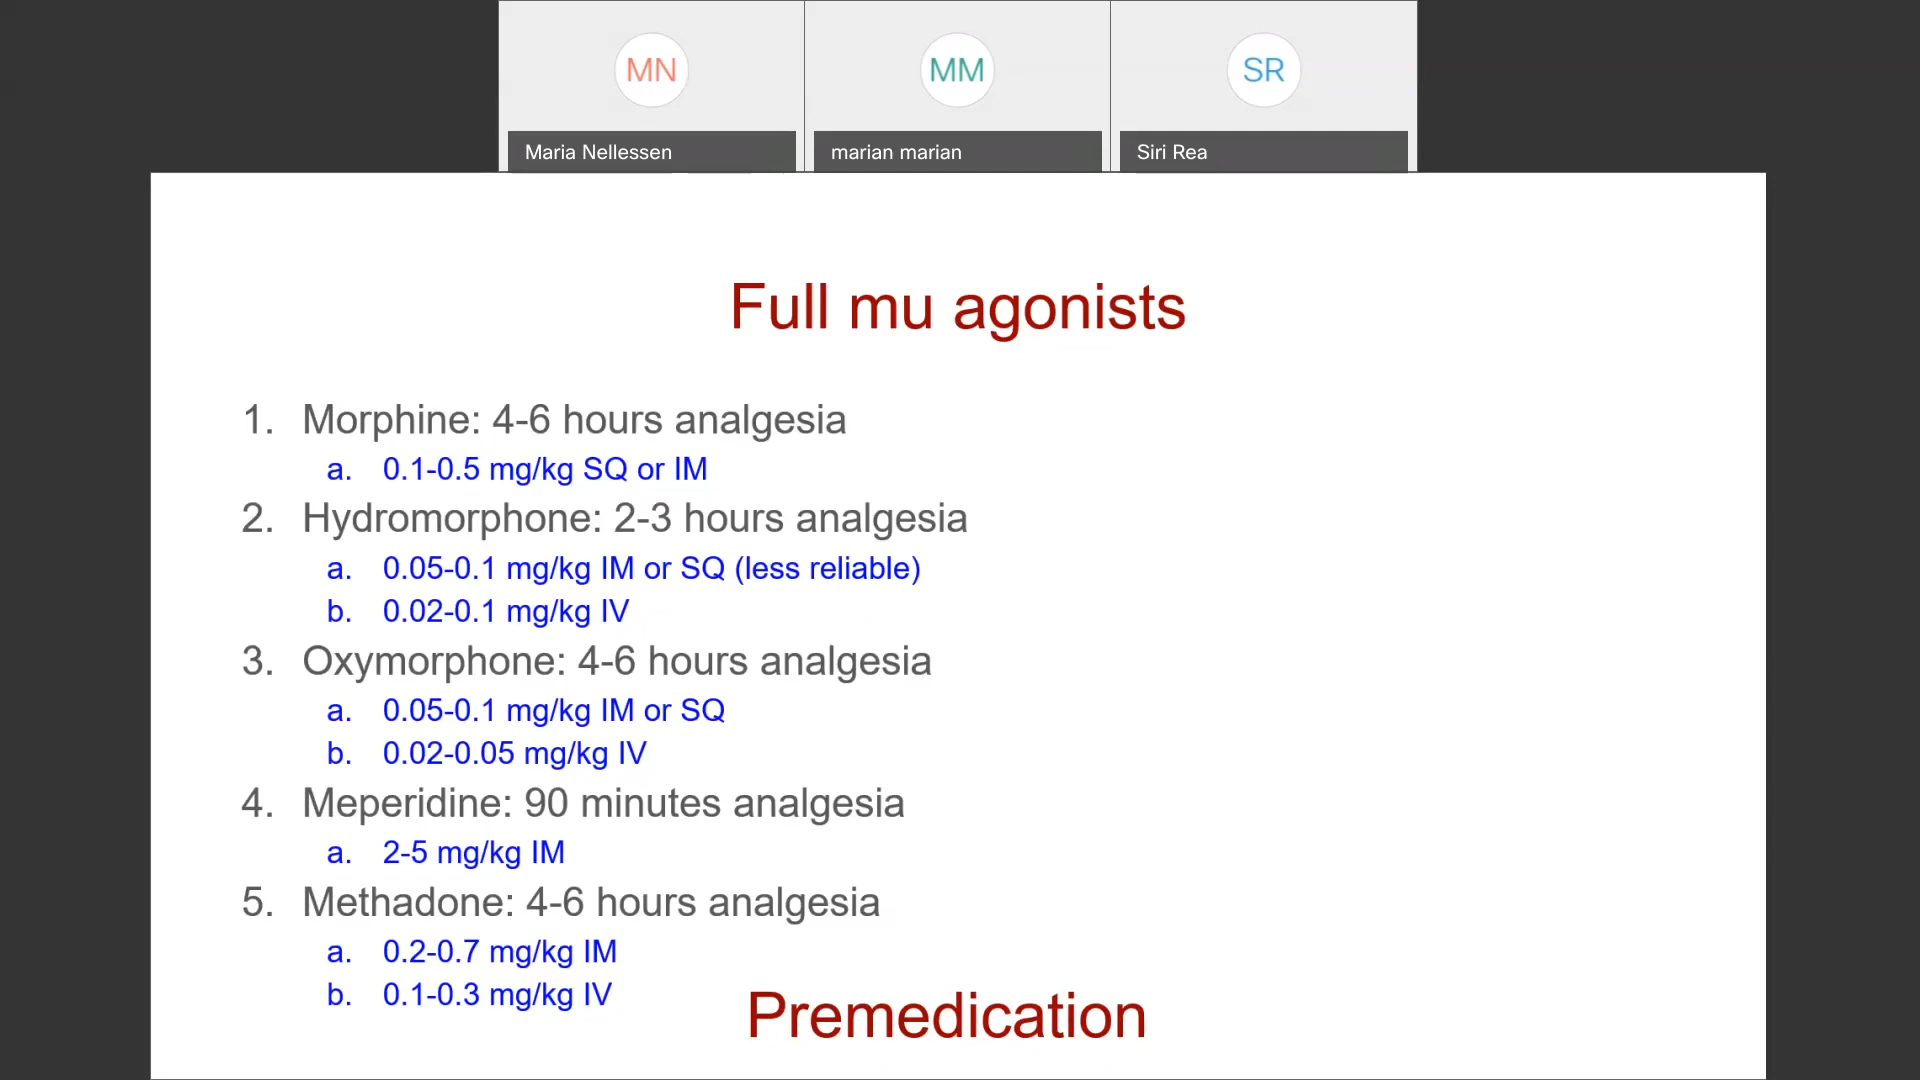 MN
MM
SR
Maria Nellessen
marian marian
Siri Rea
Full mu agonists
1. Morphine: 4-6 hours analgesia
a. 0.1-0.5 mg/kg SQ or IM
2. Hydromorphone: 2-3 hours analgesia
a. 0.05-0.1 mg/kg IM or SQ (less reliable)
b. 0.02-0.1 mg/kg IV
3. Oxymorphone: 4-6 hours analgesia
a. 0.05-0.1 mg/kg IM or SQ
b. 0.02-0.05 mg/kg IV
4. Meperidine: 90 minutes analgesia
a. 2-5 mg/kg IM
5. Methadone: 4-6 hours analgesia
a. 0.2-0.7 mg/kg IM
b. 0.1-0.3 mg/kg IV
Premedication